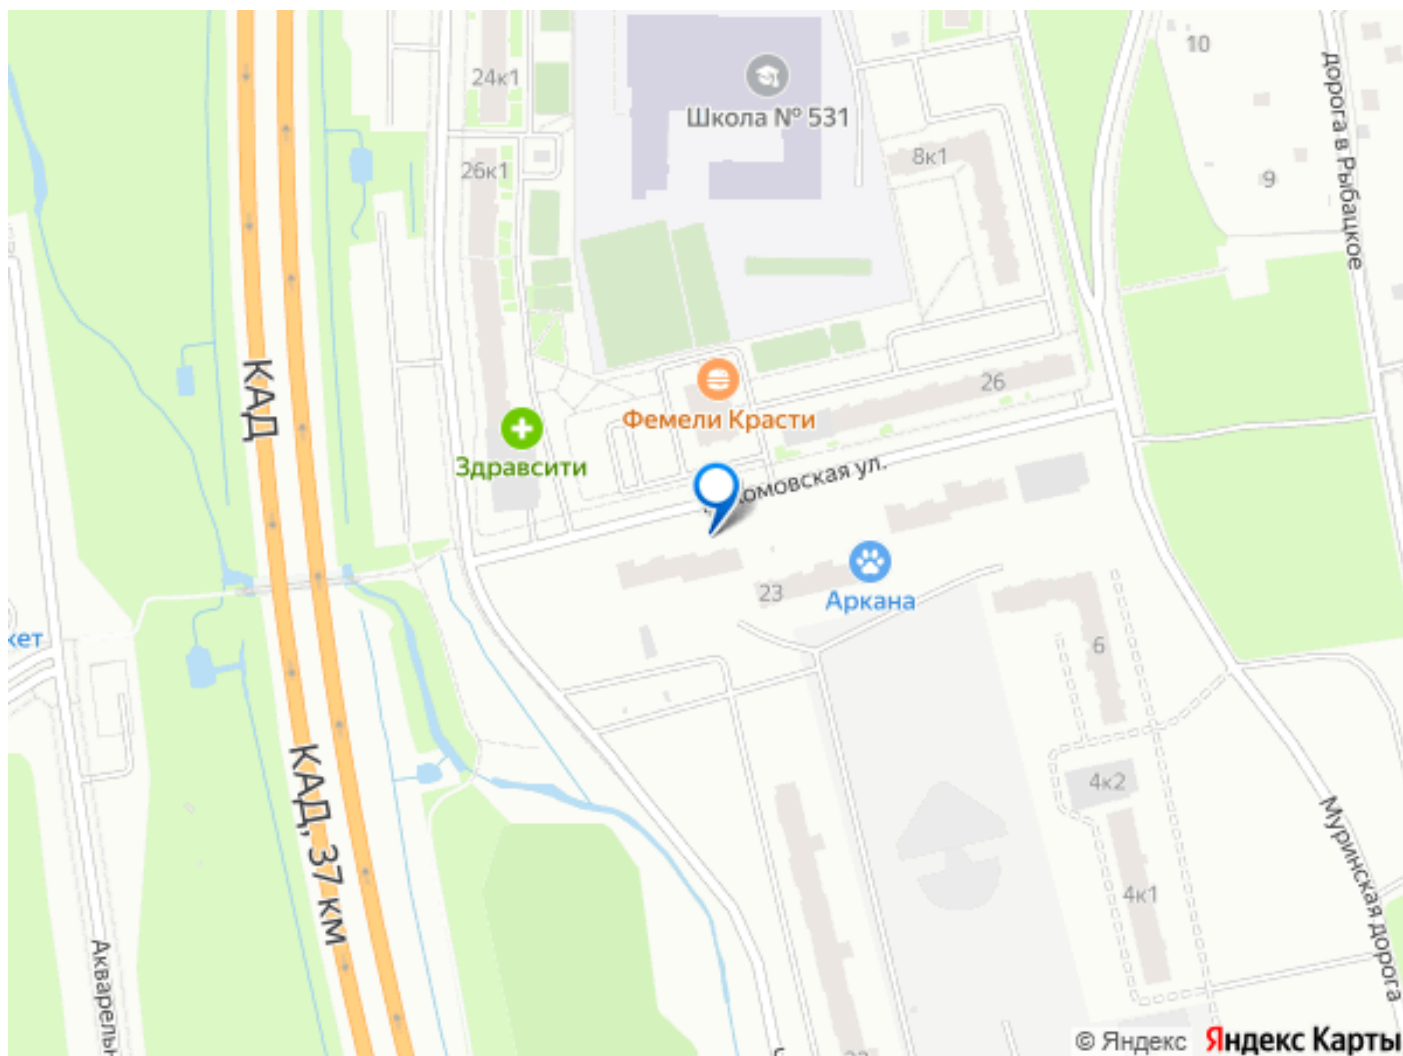 24к1
Школа № 531
10
дорога в Рыбацкое
26к1
8к1
9
КАД
Фемели Красти
26
Здравсити
омовская ул.
23
Аркана
кет
6
КАД, 37 км
4к2
4к1
Муринская дорога
Акварельн
© Яндекс Яндекс Карты